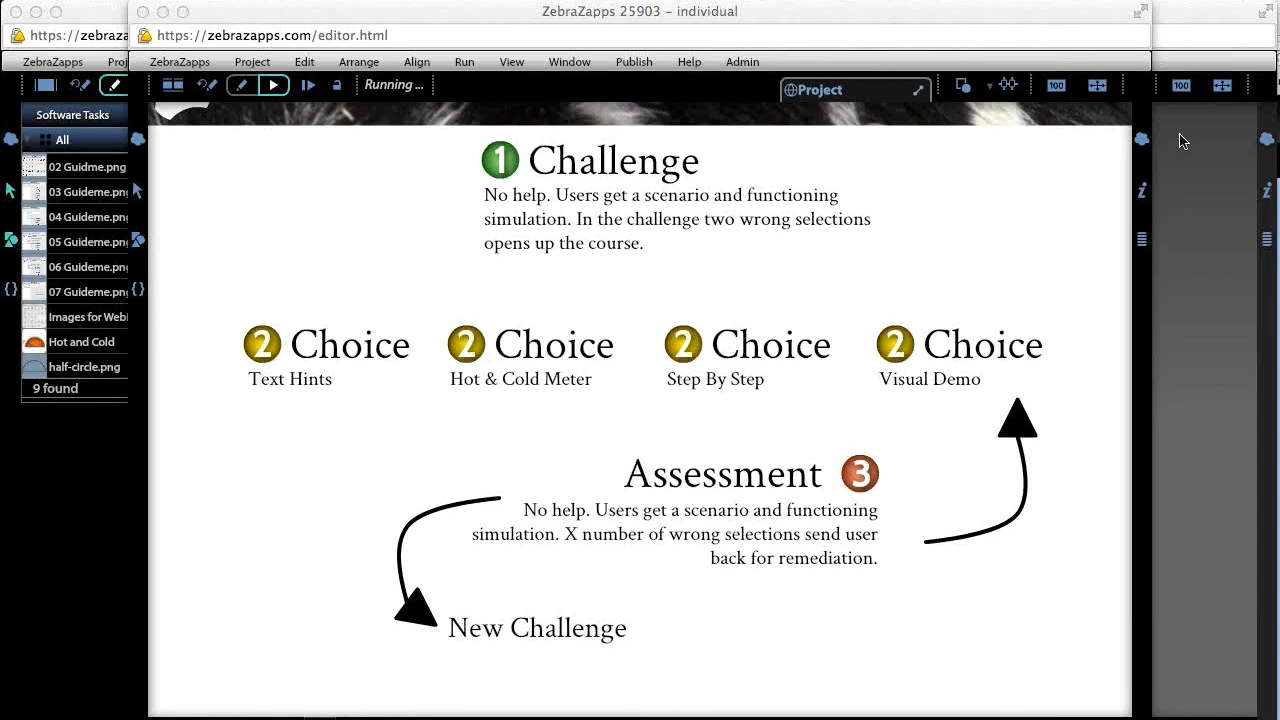 ZebraZapps 25903 – individual
https://zebraza
https://zebrazapps.com/editor.html
ZebraZapps Proj
ZebraZapps Project Edit Arrange Align Run View Window Publish Help Admin
Running ...
Project
100
100
Software Tasks
All
02 Guidme.png
03 Guideme.png
04 Guideme.png
05 Guideme.png
06 Guideme.png
07 Guideme.png
Images for Webi
Hot and Cold
half-circle.png
9 found
1 Challenge
No help. Users get a scenario and functioning
simulation. In the challenge two wrong selections
opens up the course.
2 Choice
Text Hints
2 Choice
Hot & Cold Meter
2 Choice
Step By Step
2 Choice
Visual Demo
Assessment 3
No help. Users get a scenario and functioning
simulation. X number of wrong selections send user
back for remediation.
New Challenge